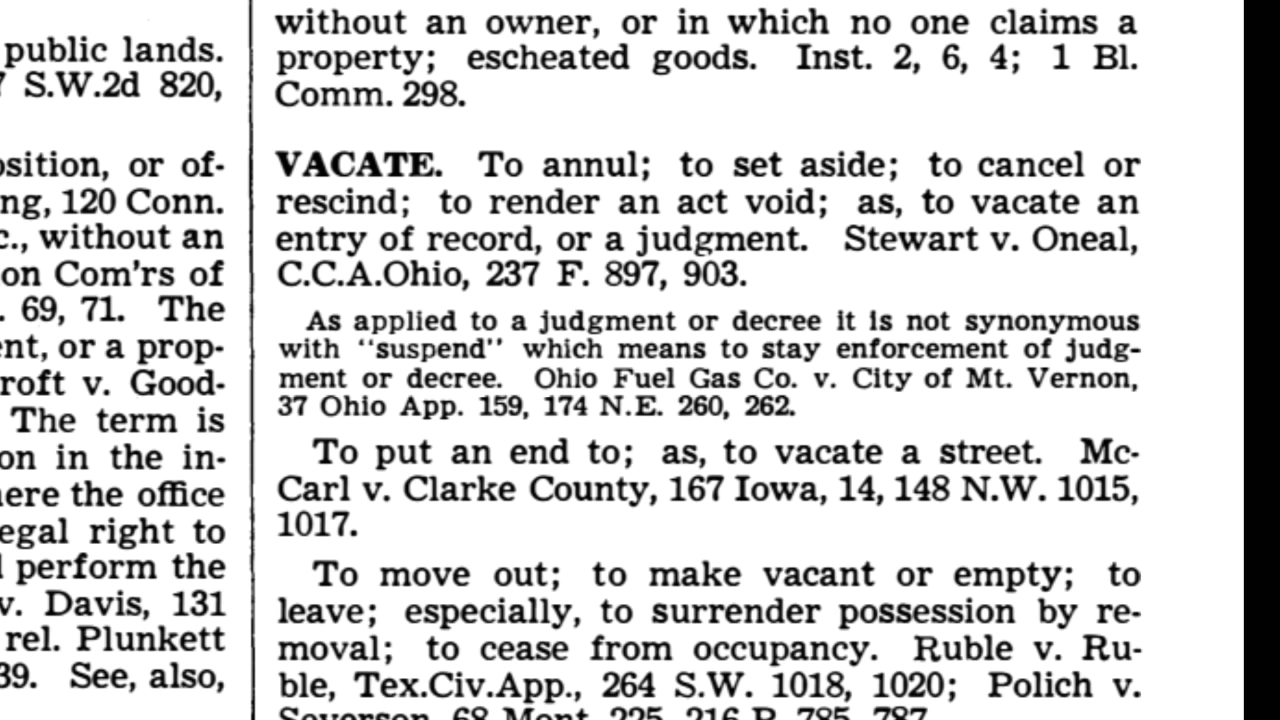 public lands.
S.W.2d 820,
or of-
120 Conn.
without an
Com'rs of
69, 71. The
or a prop-
v. Good-
The term is
in the in-
the office
right to
perform the
v. Davis, 131
rel. Plunkett
See, also,
without an owner, or in which no one claims a
property; escheated goods. Inst. 2, 6, 4; 1 Bl.
Comm. 298.
VACATE. To annul; to set aside; to cancel or
rescind; to render an act void; as, to vacate an
entry of record, or a judgment. Stewart v. Oneal,
C.C.A.Ohio, 237 F. 897, 903.
As applied to a judgment or decree it is not synonymous
with "suspend" which means to stay enforcement of judg-
ment or decree. Ohio Fuel Gas Co. v. City of Mt. Vernon,
37 Ohio App. 159, 174 N.E. 260, 262.
To put an end to; as, to vacate a street. Mc-
Carl v. Clarke County, 167 Iowa, 14, 148 N.W. 1015,
1017.
To move out; to make vacant or empty; to
leave; especially, to surrender possession by re-
moval; to cease from occupancy. Ruble v. Ru-
ble, Tex.Civ.App., 264 S.W. 1018, 1020; Polich v.
Severson, 68 Mont. 225, 216 P. 785, 787.